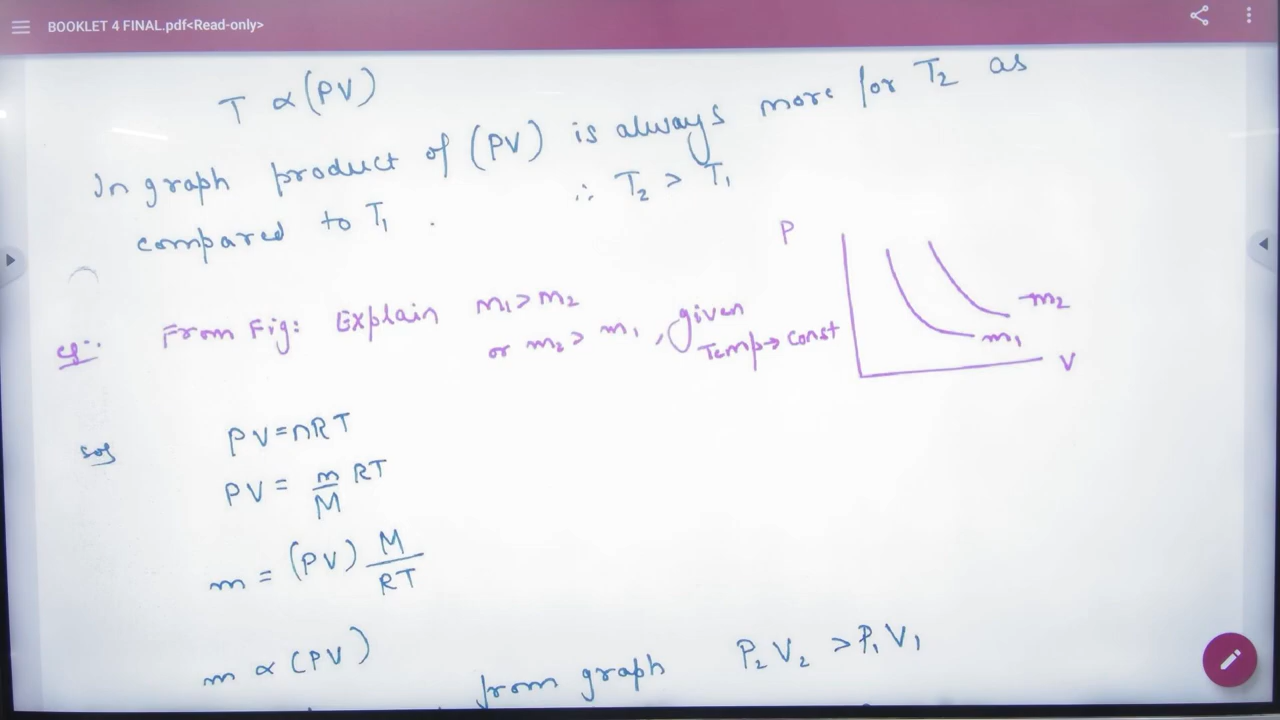 BOOKLET 4 FINAL.pdf<Read-only>
T ∝ (PV)
In graph product of (PV) is always more for T₂ as
compared to T₁ . ∴ T₂ > T₁
From Fig: Explain m₁ > m₂
or m₂ > m₁ , given
Temp → const
P
m₂
m₁
V
PV = nRT
PV = m/M RT
m = (PV) M/RT
m ∝ (PV)
from graph P₂V₂ > P₁V₁